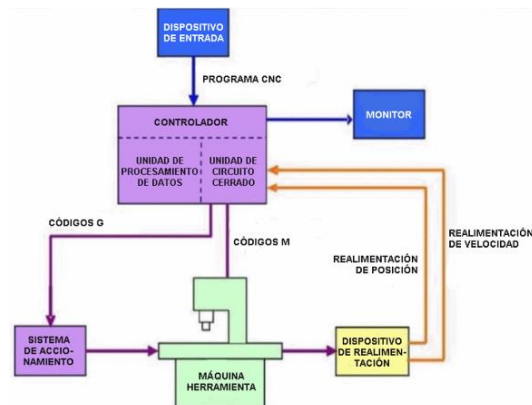 DISPOSITIVO
DE ENTRADA
PROGRAMA CNC
CONTROLADOR
MONITOR
UNIDAD DE
PROCESAMIENTO
DE DATOS
UNIDAD DE
CIRCUITO
CERRADO
CÓDIGOS G
CÓDIGOS M
REALIMENTACIÓN
DE VELOCIDAD
REALIMENTACIÓN
DE POSICIÓN
SISTEMA
DE ACCIO-
NAMIENTO
MÁQUINA
HERRAMIENTA
DISPOSITIVO
DE REALIMEN-
TACIÓN